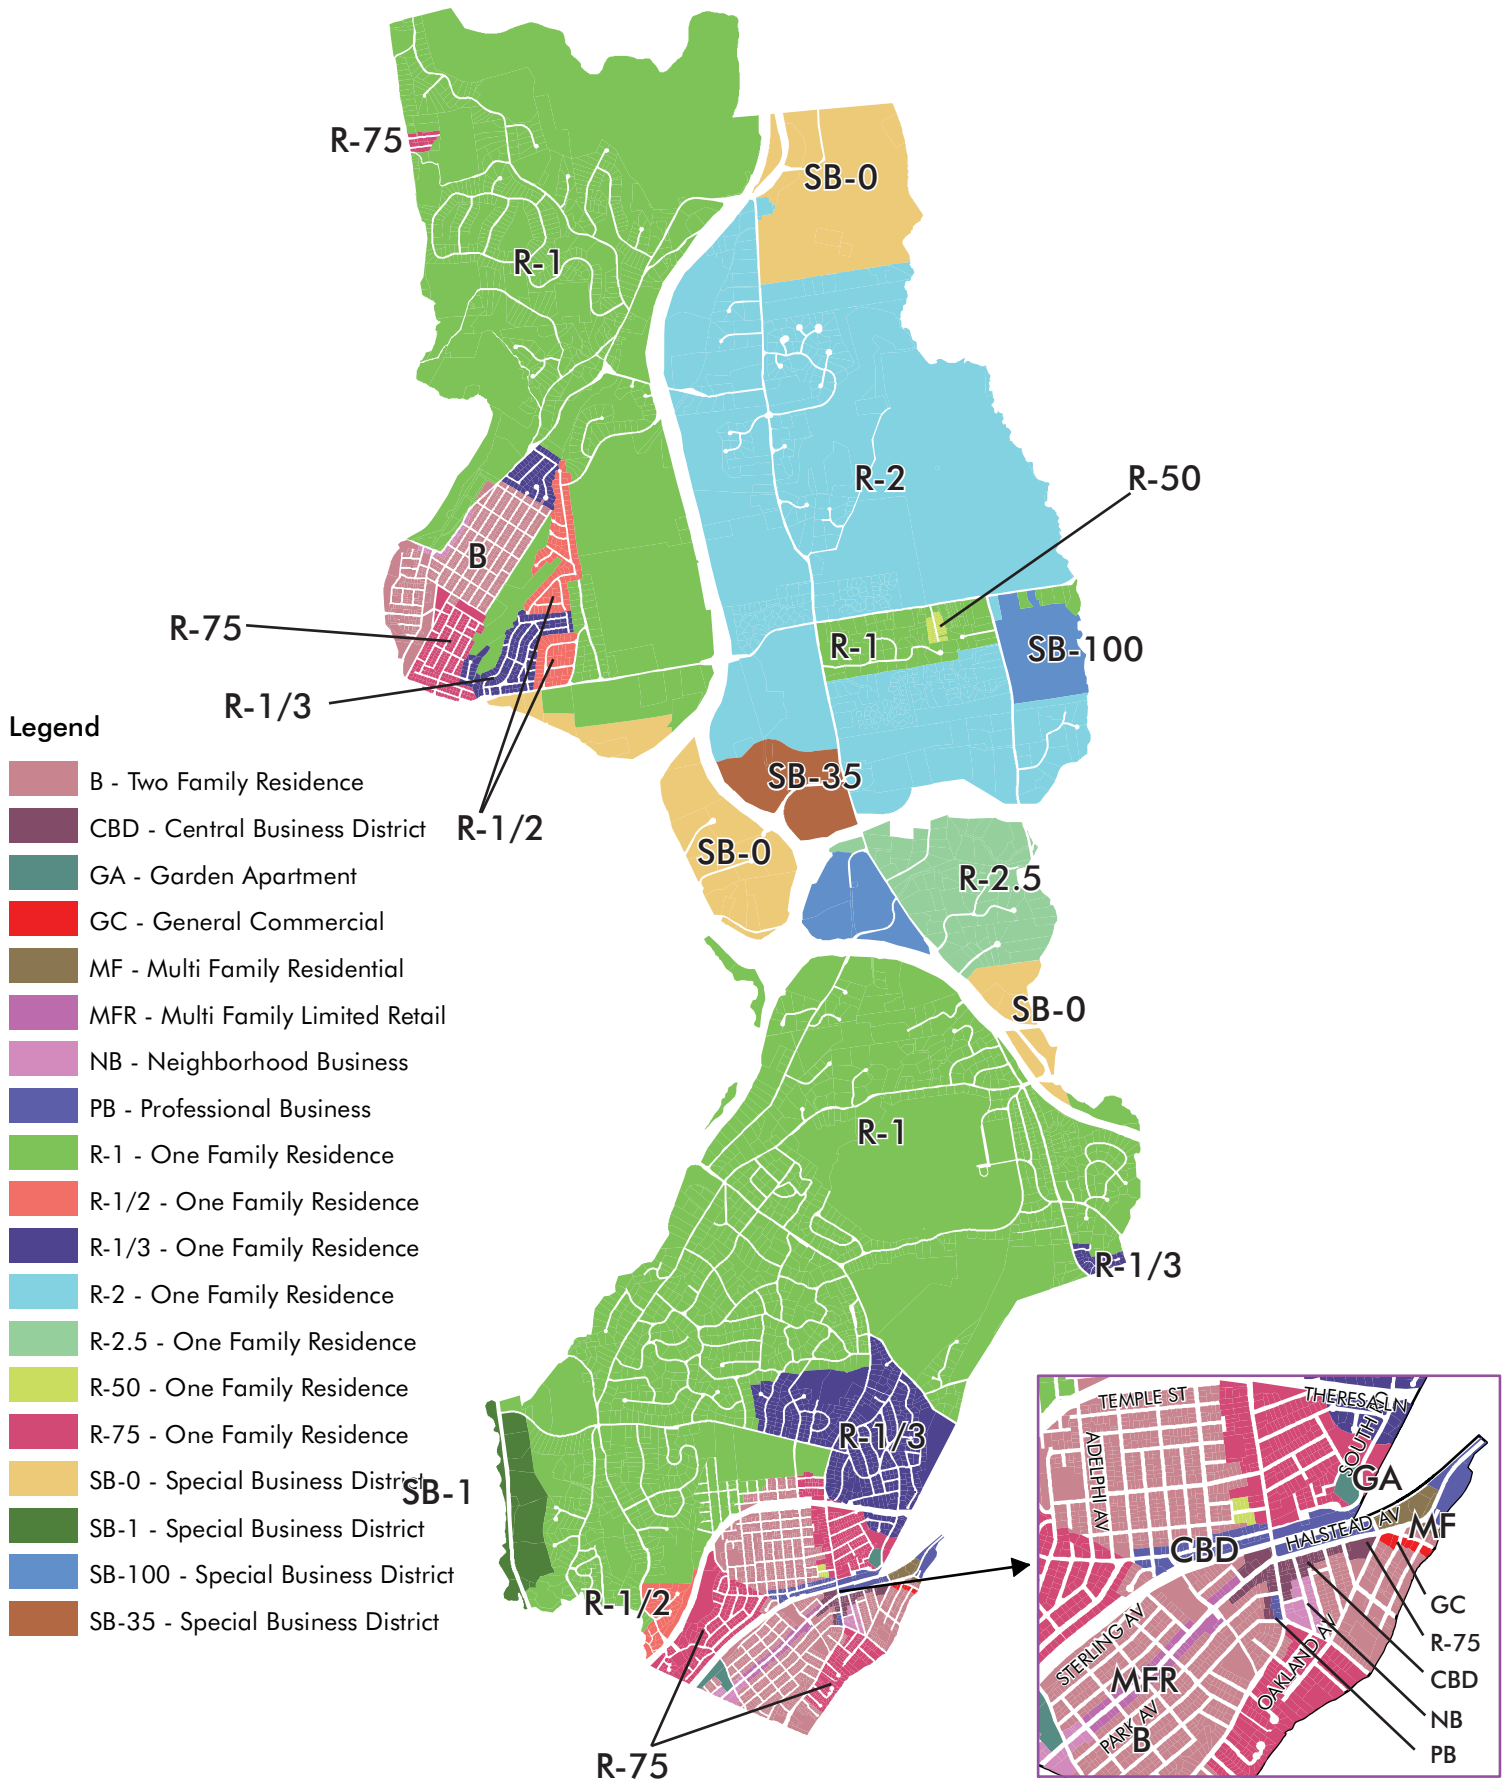 R-75
SB-0
R-1
R-2
R-50
B
R-75
R-1
SB-100
R-1/3
R-1/2
SB-35
SB-0
R-2.5
SB-0
R-1
R-1/3
R-1/3
SB-1
R-1/2
R-75
Legend
B - Two Family Residence
CBD - Central Business District
GA - Garden Apartment
GC - General Commercial
MF - Multi Family Residential
MFR - Multi Family Limited Retail
NB - Neighborhood Business
PB - Professional Business
R-1 - One Family Residence
R-1/2 - One Family Residence
R-1/3 - One Family Residence
R-2 - One Family Residence
R-2.5 - One Family Residence
R-50 - One Family Residence
R-75 - One Family Residence
SB-0 - Special Business District
SB-1 - Special Business District
SB-100 - Special Business District
SB-35 - Special Business District
TEMPLE ST
THERESA LN
ADELPHI AV
SOUTH
GA
HALSTEAD AV
MF
CBD
GC
R-75
STERLING AV
OAKLAND AV
CBD
MFR
NB
PARK AV
B
PB